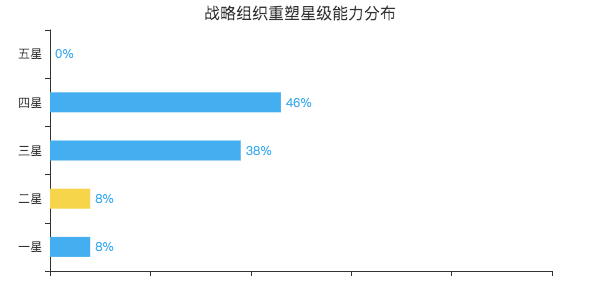 战略组织重塑星级能力分布
五星 0%
四星 46%
三星 38%
二星 8%
一星 8%